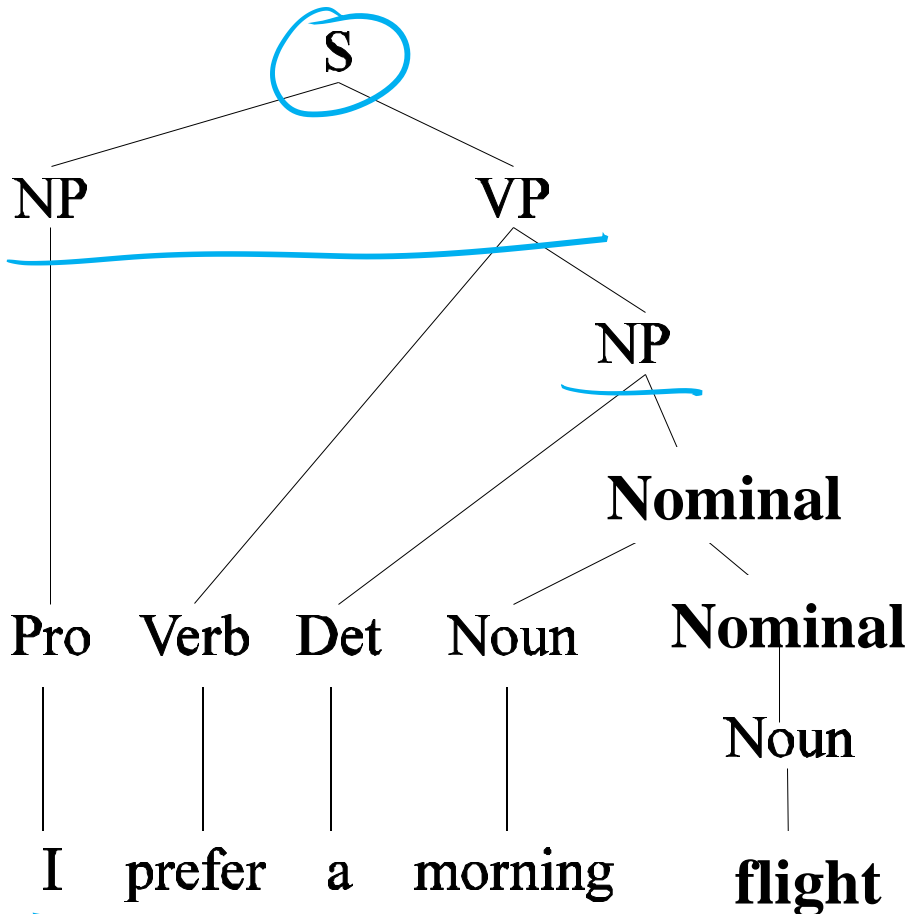 S
NP VP
NP
Nominal
Pro Verb Det Noun Nominal
Noun
I prefer a morning flight